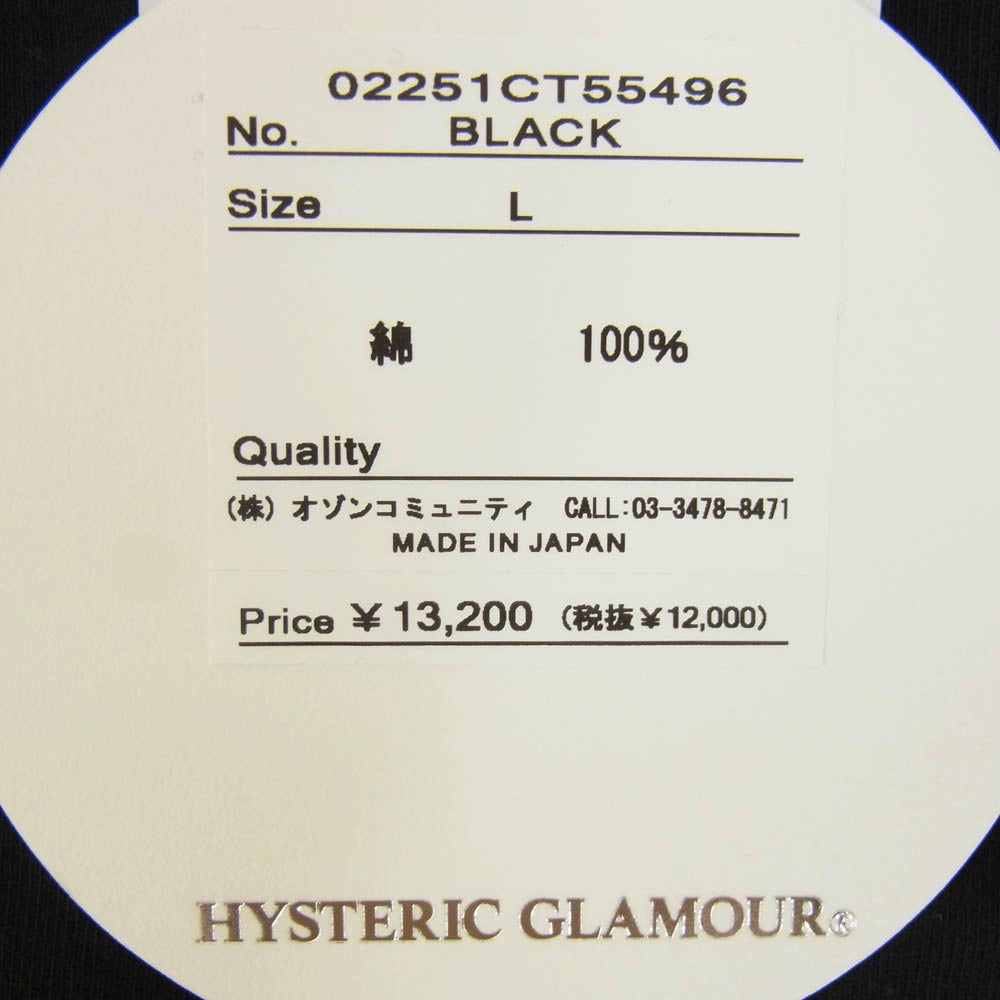 02251CT55496
No. BLACK
Size L
綿 100%
Quality
(株) オゾンコミュニティ CALL:03-3478-8471
MADE IN JAPAN
Price ¥13,200 (税抜¥12,000)
HYSTERIC GLAMOUR®